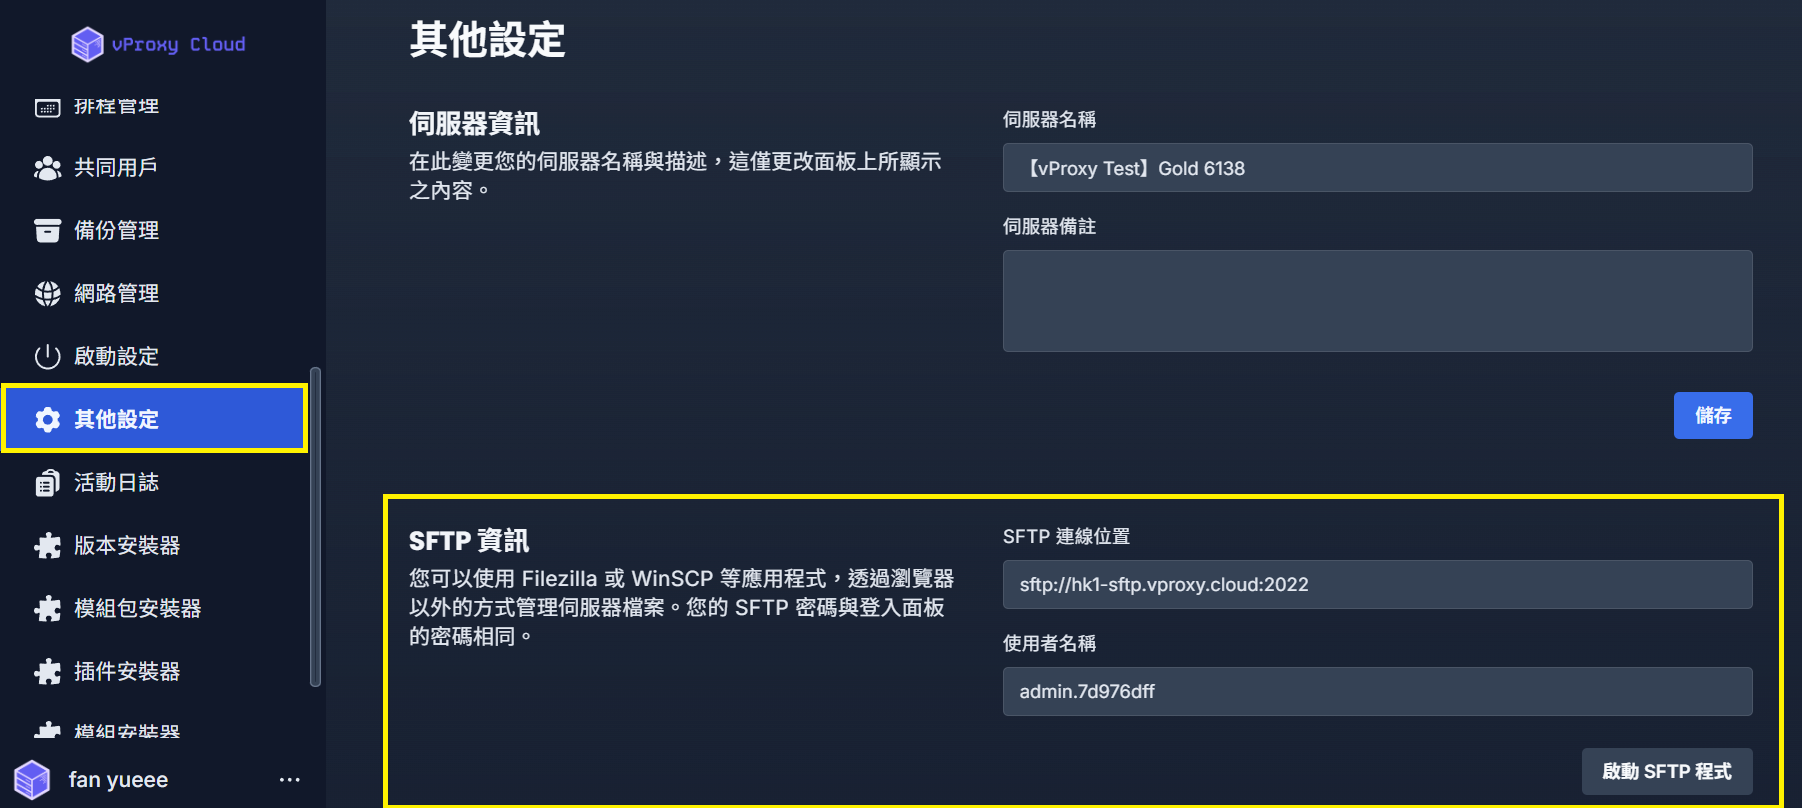 vProxy Cloud
排程管理
共同用戶
備份管理
網路管理
啟動設定
其他設定
活動日誌
版本安裝器
模組包安裝器
插件安裝器
模組安裝器
fan yueee
其他設定
伺服器資訊
在此變更您的伺服器名稱與描述，這僅更改面板上所顯示
之內容。
伺服器名稱
【vProxy Test】Gold 6138
伺服器備註
儲存
SFTP 資訊
您可以使用 Filezilla 或 WinSCP 等應用程式，透過瀏覽器
以外的方式管理伺服器檔案。您的 SFTP 密碼與登入面板
的密碼相同。
SFTP 連線位置
sftp://hk1-sftp.vproxy.cloud:2022
使用者名稱
admin.7d976dff
啟動 SFTP 程式